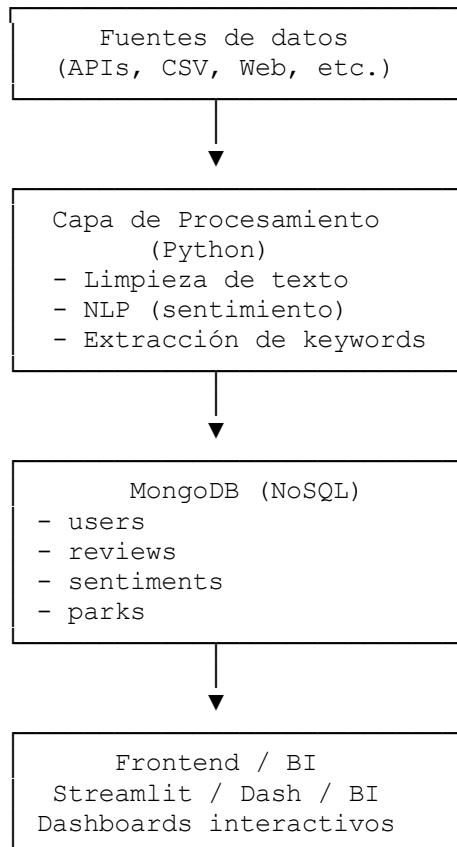 Fuentes de datos
(APIs, CSV, Web, etc.)
Capa de Procesamiento
(Python)
- Limpieza de texto
- NLP (sentimiento)
- Extracción de keywords
MongoDB (NoSQL)
- users
- reviews
- sentiments
- parks
Frontend / BI
Streamlit / Dash / BI
Dashboards interactivos